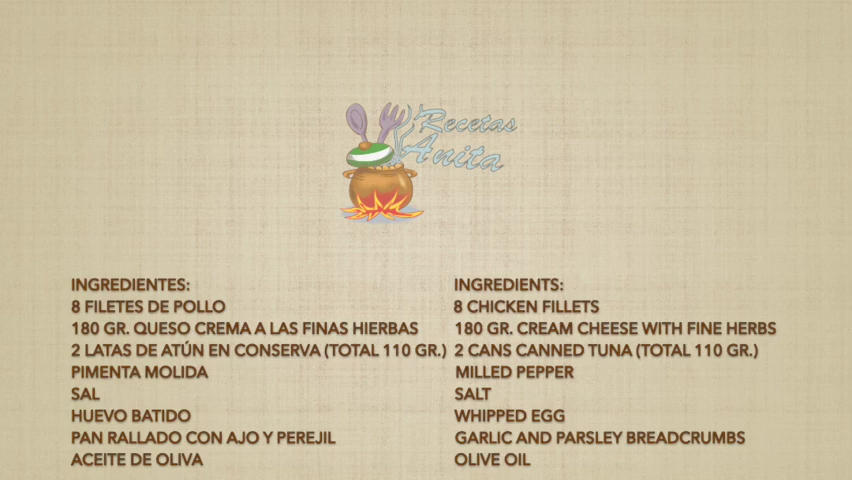 Recetas
Anita
INGREDIENTES:
8 FILETES DE POLLO
180 GR. QUESO CREMA A LAS FINAS HIERBAS
2 LATAS DE ATÚN EN CONSERVA (TOTAL 110 GR.)
PIMENTA MOLIDA
SAL
HUEVO BATIDO
PAN RALLADO CON AJO Y PEREJIL
ACEITE DE OLIVA
INGREDIENTS:
8 CHICKEN FILLETS
180 GR. CREAM CHEESE WITH FINE HERBS
2 CANS CANNED TUNA (TOTAL 110 GR.)
MILLED PEPPER
SALT
WHIPPED EGG
GARLIC AND PARSLEY BREADCRUMBS
OLIVE OIL